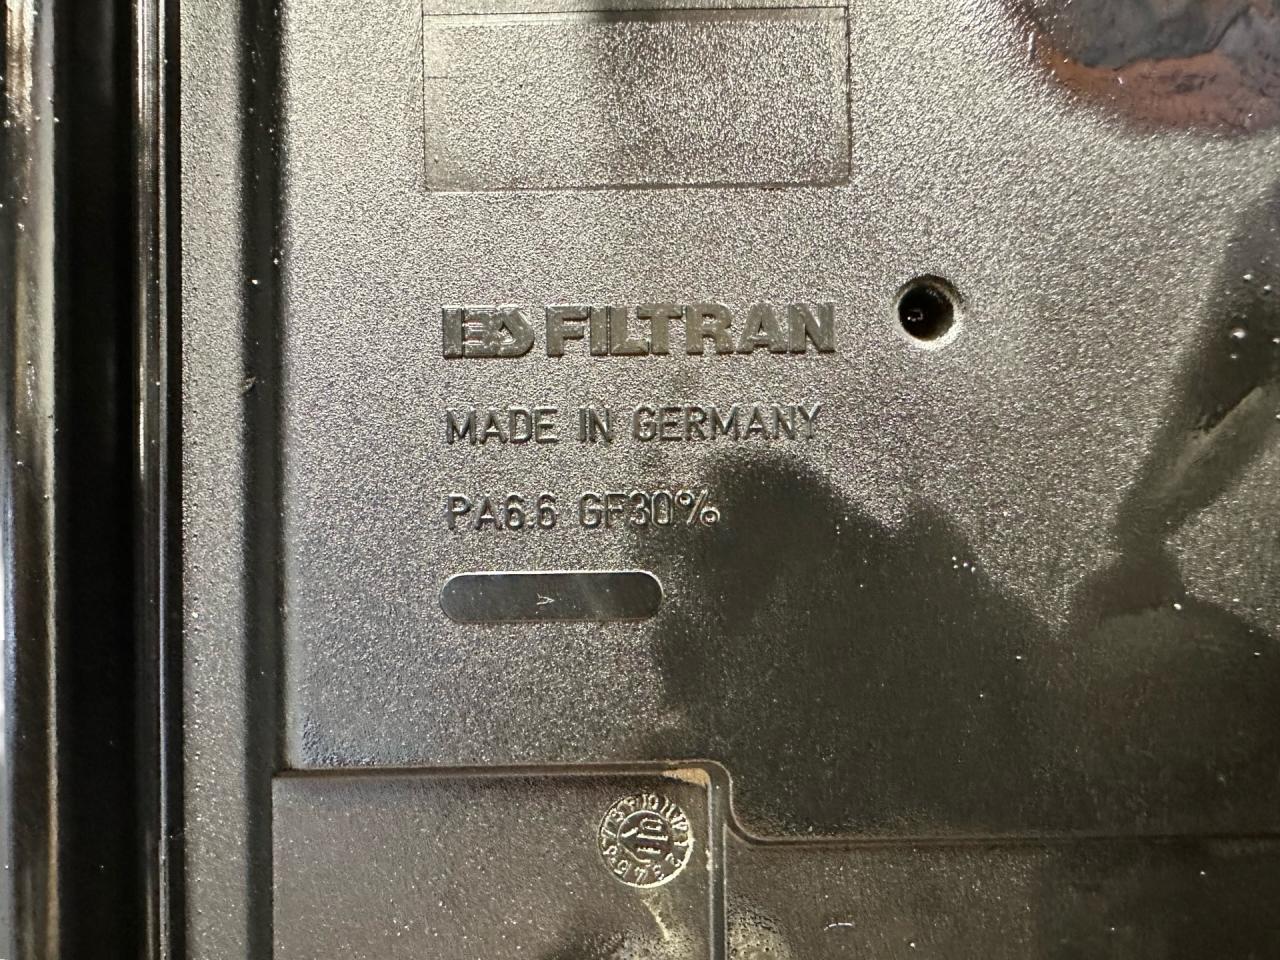 IBS FILTRAN
MADE IN GERMANY
PA6.6 GF30%
A